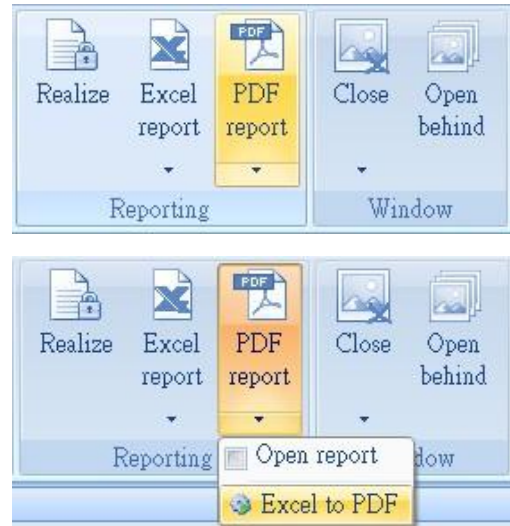 PDF
Realize
Excel
report
PDF
report
Close
Open
behind
Reporting
Window
PDF
Realize
Excel
report
PDF
report
Close
Open
behind
Reporting
dow
Open report
Excel to PDF